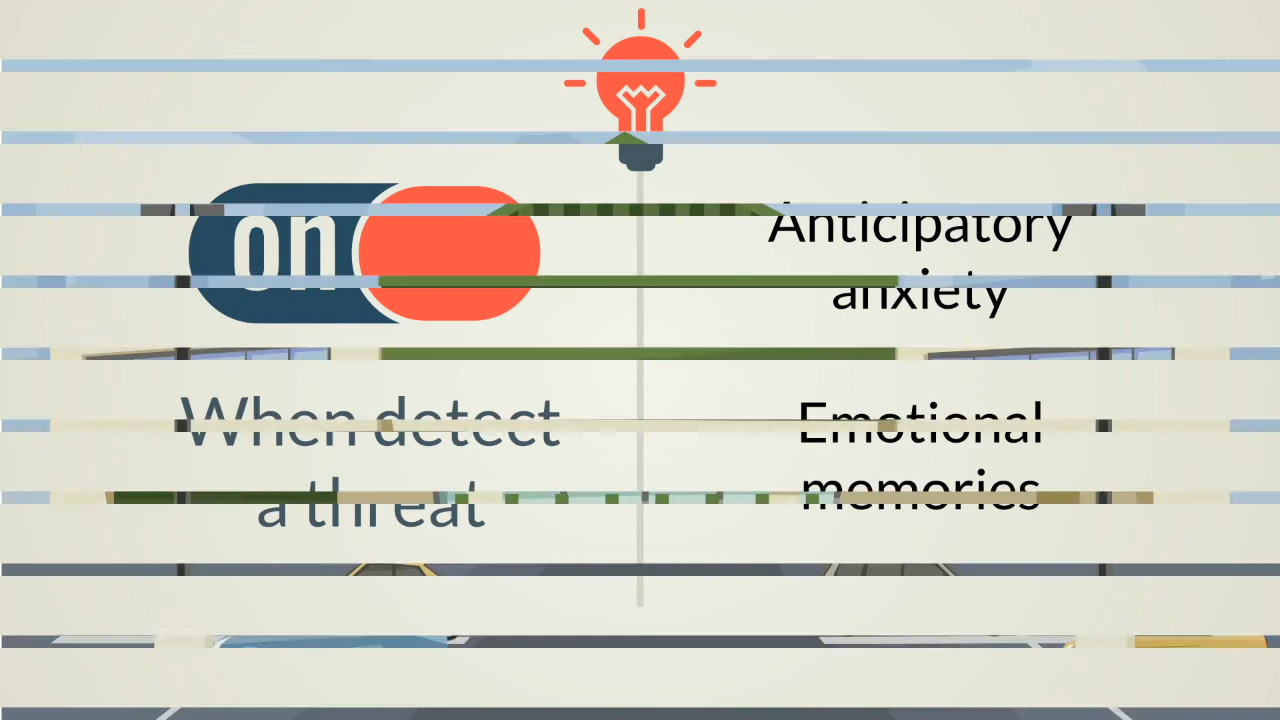 on
When detect
a threat
Anticipatory
anxiety
Emotional
memories